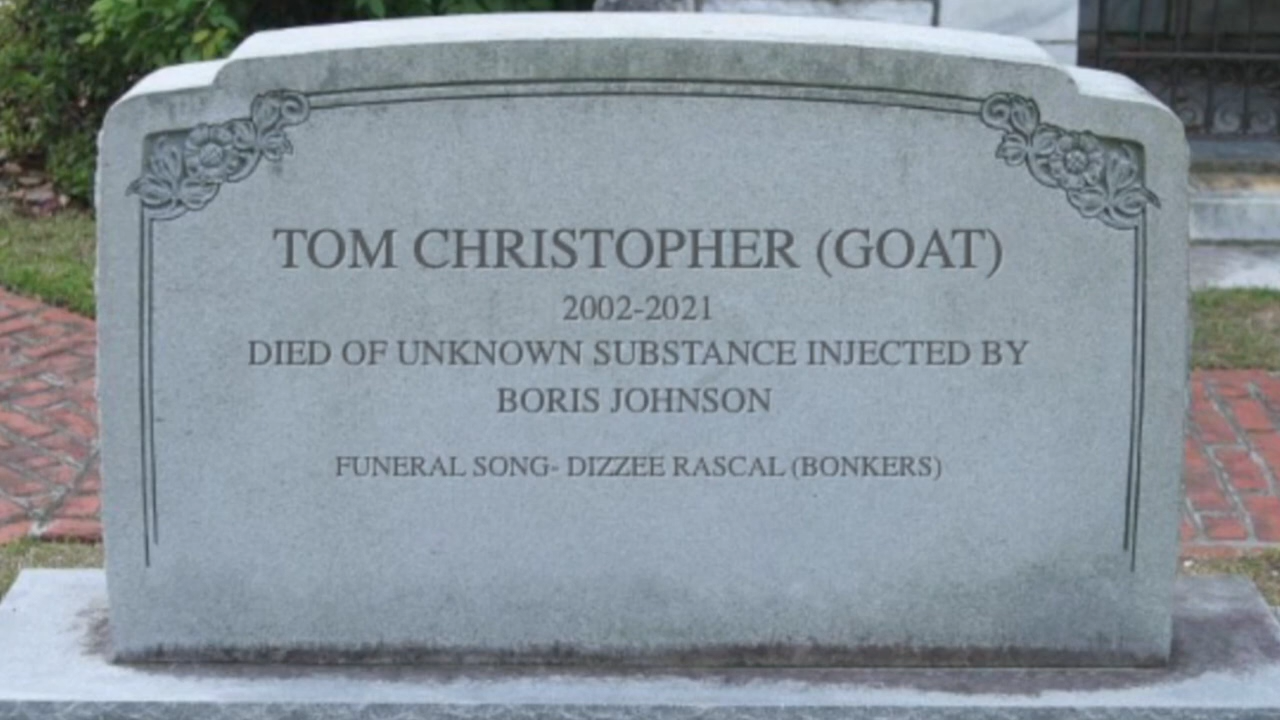 TOM CHRISTOPHER (GOAT)
2002-2021
DIED OF UNKNOWN SUBSTANCE INJECTED BY
BORIS JOHNSON
FUNERAL SONG- DIZZEE RASCAL (BONKERS)